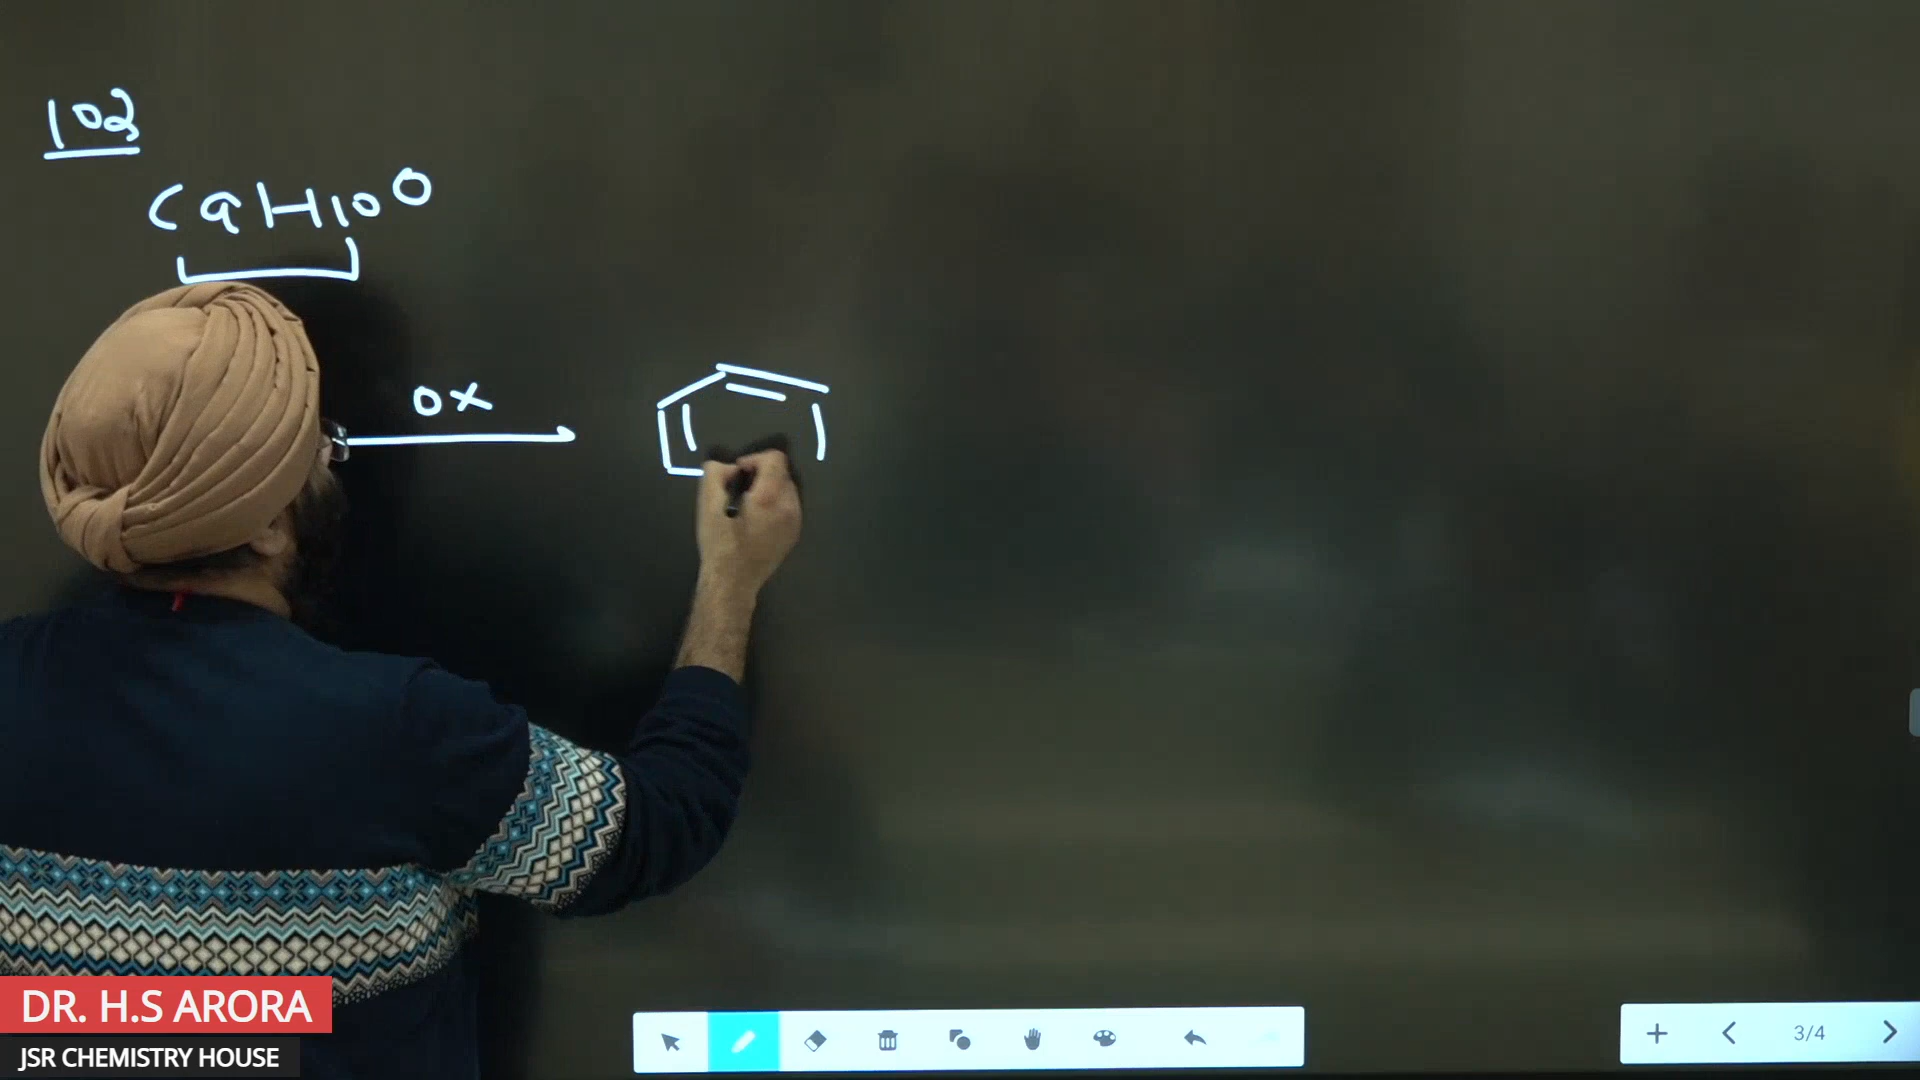 102
C9H10O
OX
DR. H.S ARORA
JSR CHEMISTRY HOUSE
3/4